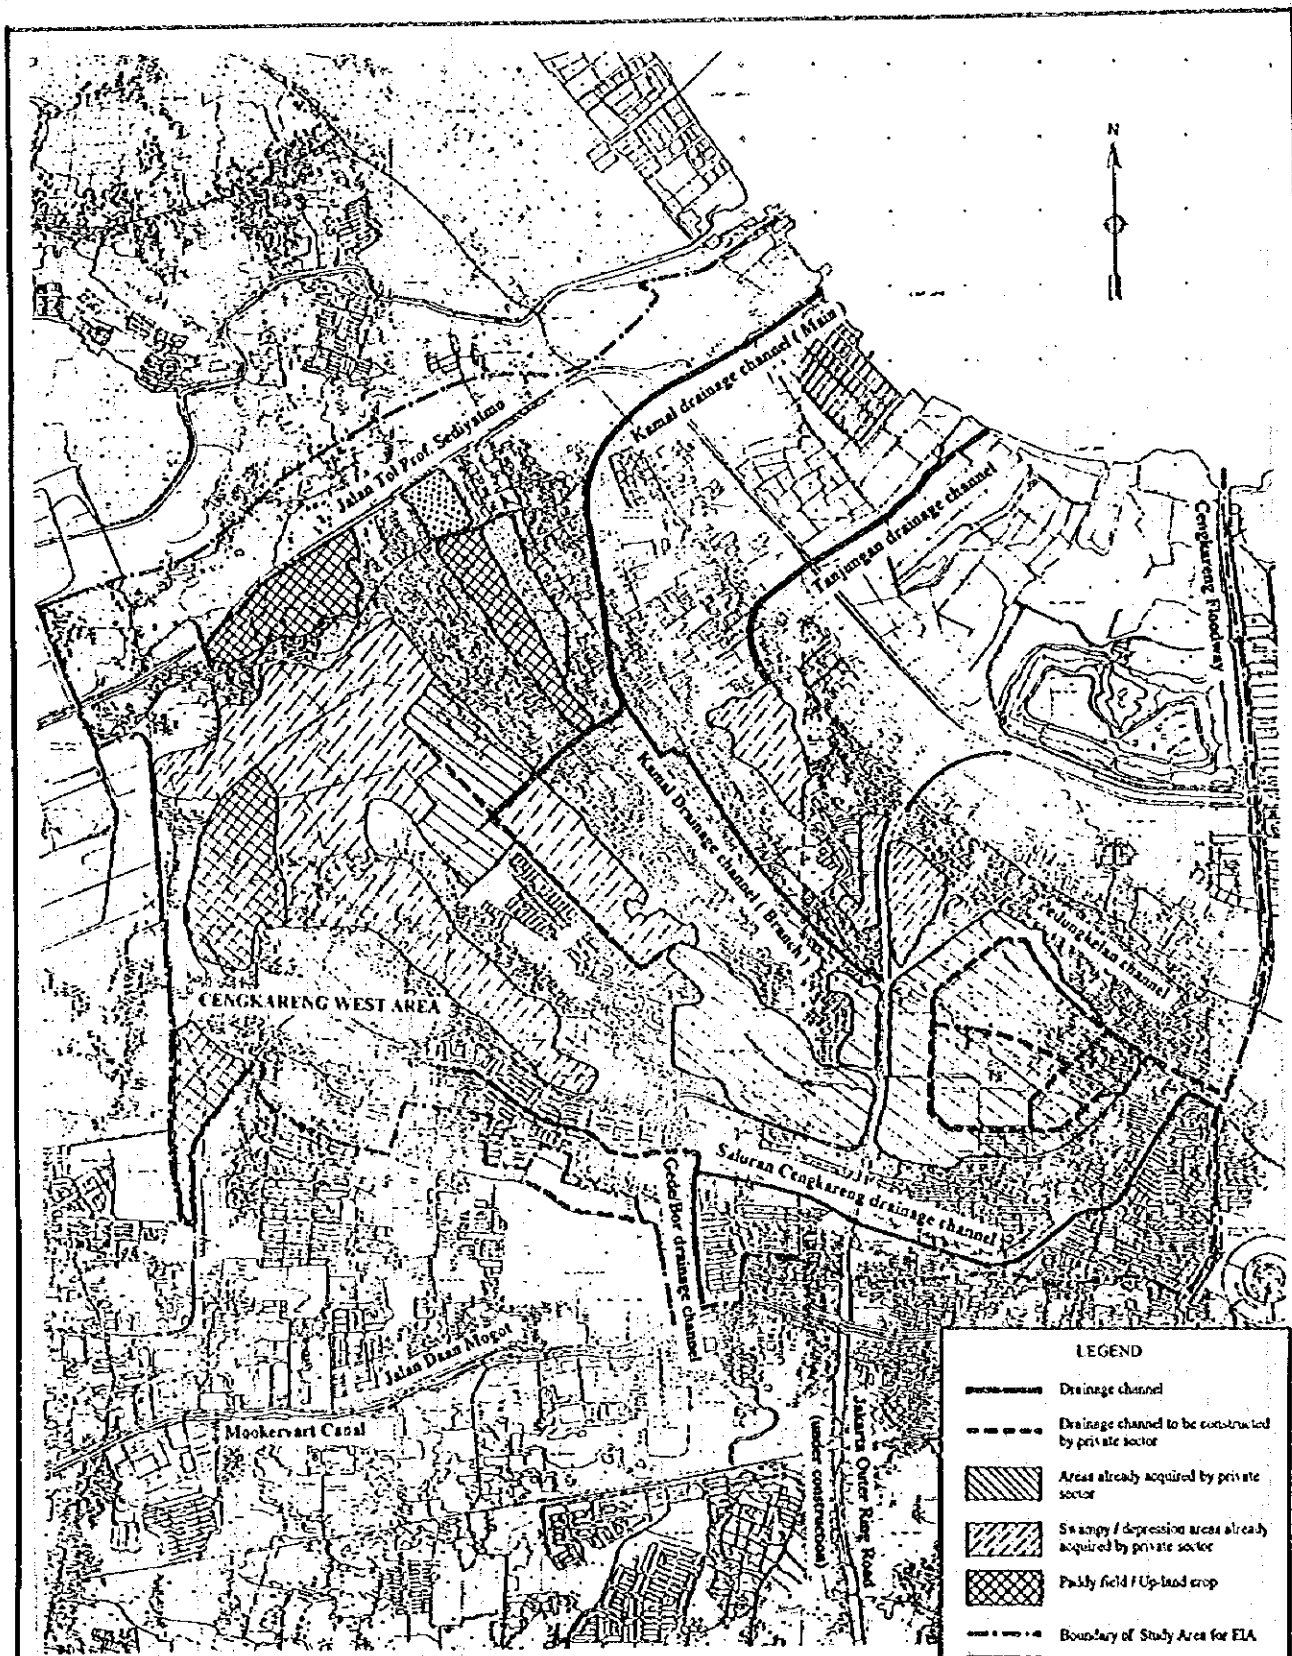 N
Kamal drainage channel ( Main )
Jalan Tol Prof. Sediyatmo
Tanjungan drainage channel
Cengkareng Floodway
Kamal Drainage channel ( Branch )
Kedungkelan channel
CENGKARENG WEST AREA
Saluran Cengkareng drainage channel
Gede/Bor drainage channel
Jalan Daan Mogot
Mookervart Canal
Jakarta Outer Ring Road
(under construction)
LEGEND
Drainage channel
Drainage channel to be constructed
by private sector
Areas already acquired by private
sector
Swampy / depression areas already
acquired by private sector
Paddy field / Up-land crop
Boundary of Study Area for EIA